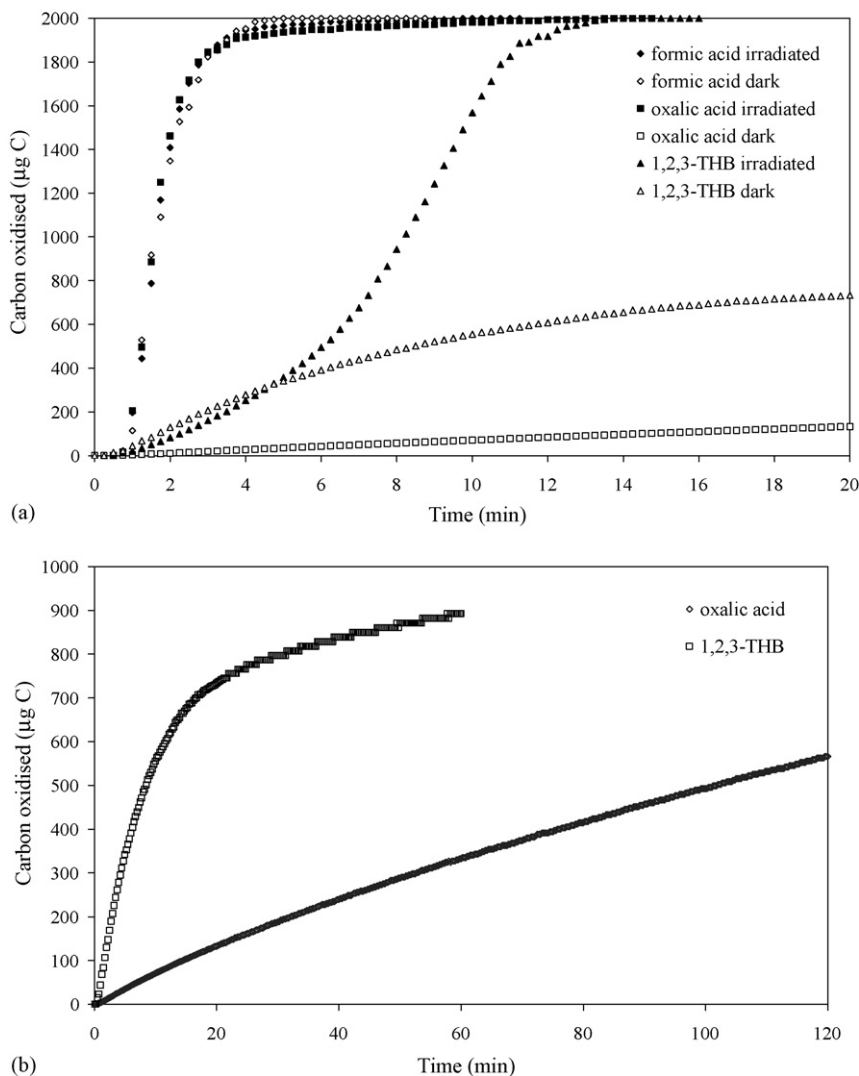 2000
1800
1600
1400
1200
1000
800
600
400
200
0
Carbon oxidised (µg C)
formic acid irradiated
formic acid dark
oxalic acid irradiated
oxalic acid dark
1,2,3-THB irradiated
1,2,3-THB dark
0 2 4 6 8 10 12 14 16 18 20
Time (min)
(a)
1000
900
800
700
600
500
400
300
200
100
0
Carbon oxidised (µg C)
oxalic acid
1,2,3-THB
0 20 40 60 80 100 120
Time (min)
(b)